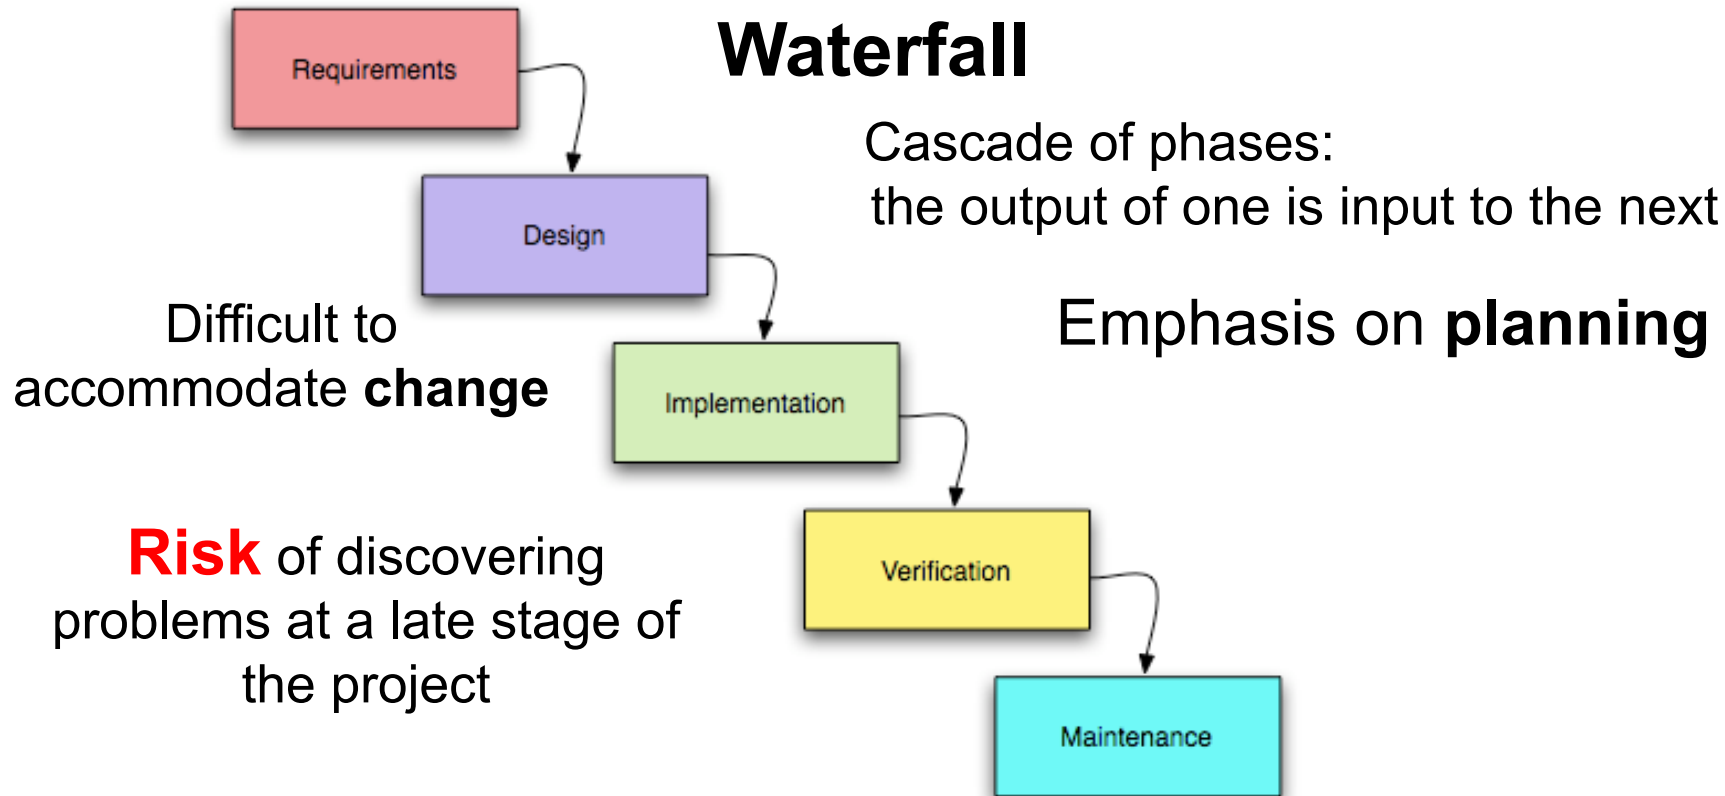 Waterfall
Requirements
Cascade of phases:
the output of one is input to the next
Design
Emphasis on planning
Difficult to
accommodate change
Implementation
Risk of discovering
problems at a late stage of
the project
Verification
Maintenance